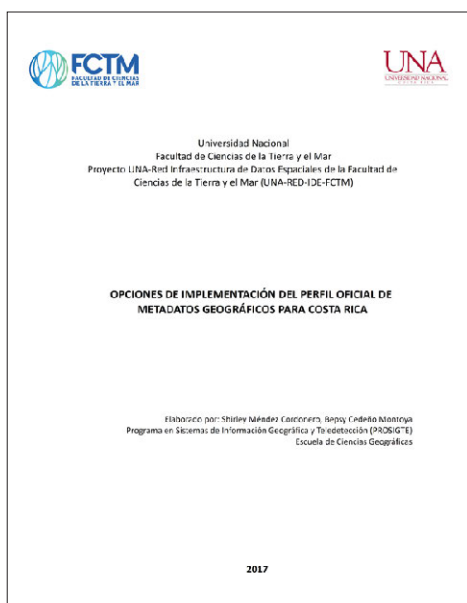 FCTM
FACULTAD DE CIENCIAS
DE LA TIERRA Y EL MAR
UNA
UNIVERSIDAD NACIONAL
COSTA RICA
Universidad Nacional
Facultad de Ciencias de la Tierra y el Mar
Proyecto UNA-Red Infraestructura de Datos Espaciales de la Facultad de
Ciencias de la Tierra y el Mar (UNA-RED-IDE-FCTM)
OPCIONES DE IMPLEMENTACIÓN DEL PERFIL OFICIAL DE
METADATOS GEOGRÁFICOS PARA COSTA RICA
Elaborado por: Shirley Méndez Cordonero, Bepsy Cedeño Montoya
Programa en Sistemas de Información Geográfica y Teledetección (PROSIGTE)
Escuela de Ciencias Geográficas
2017